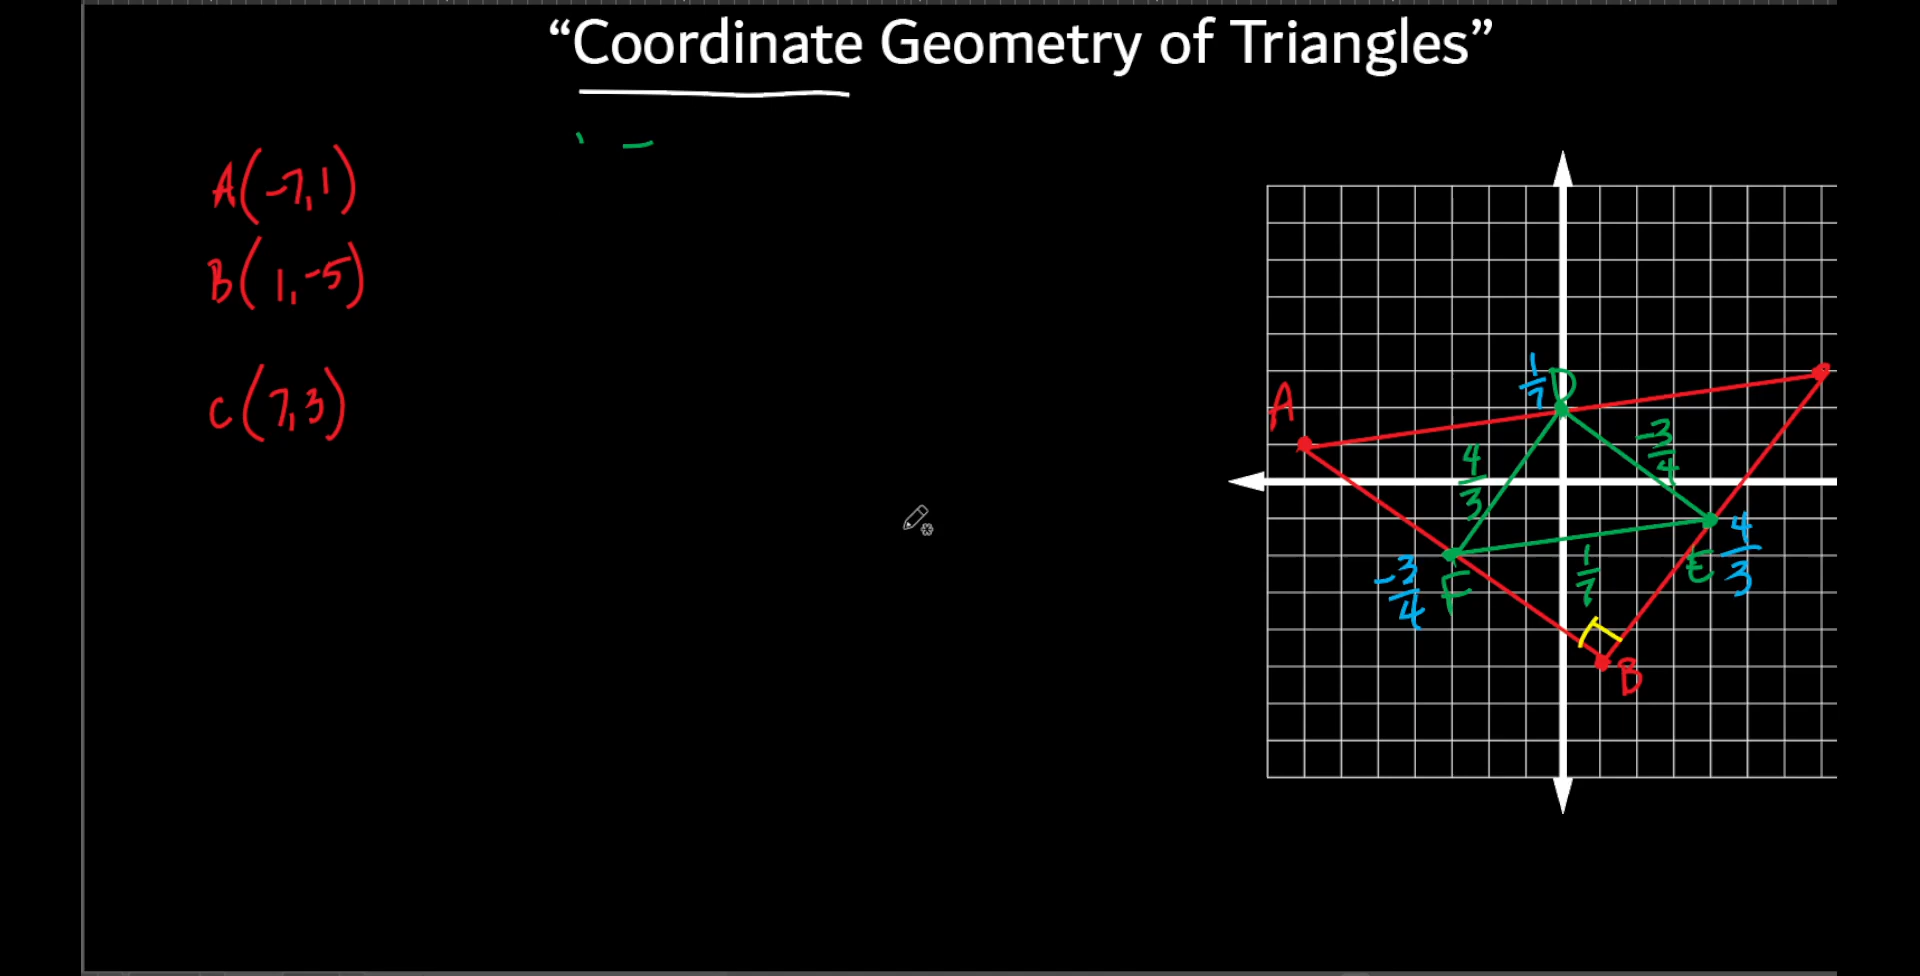 “Coordinate Geometry of Triangles”
A(-7,1)
B(1,-5)
C(7,3)
A
1/7
D
4/3
-3/4
-3/4
F
1/7
E
4/3
B